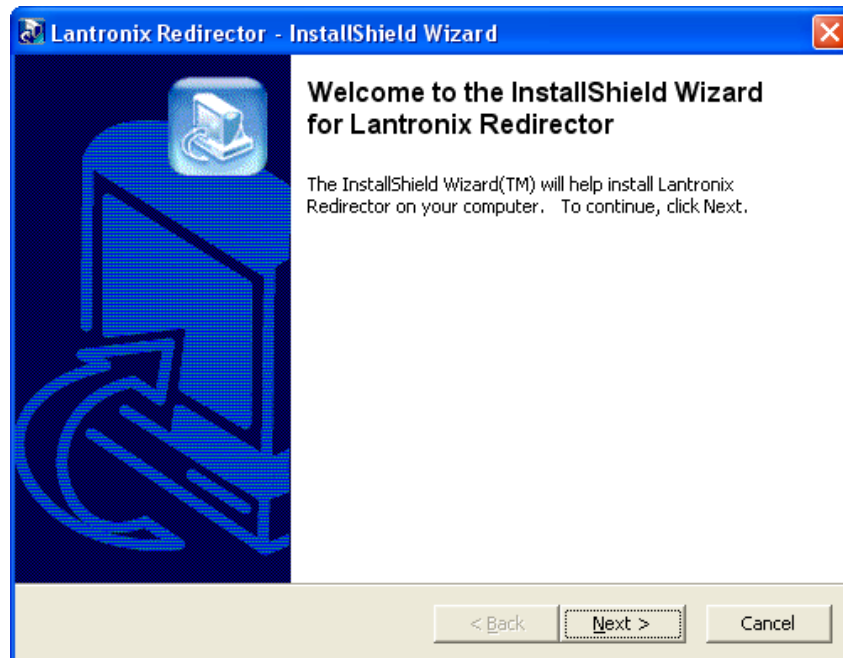 Lantronix Redirector - InstallShield Wizard
Welcome to the InstallShield Wizard
for Lantronix Redirector
The InstallShield Wizard(TM) will help install Lantronix
Redirector on your computer.   To continue, click Next.
< Back
Next >
Cancel